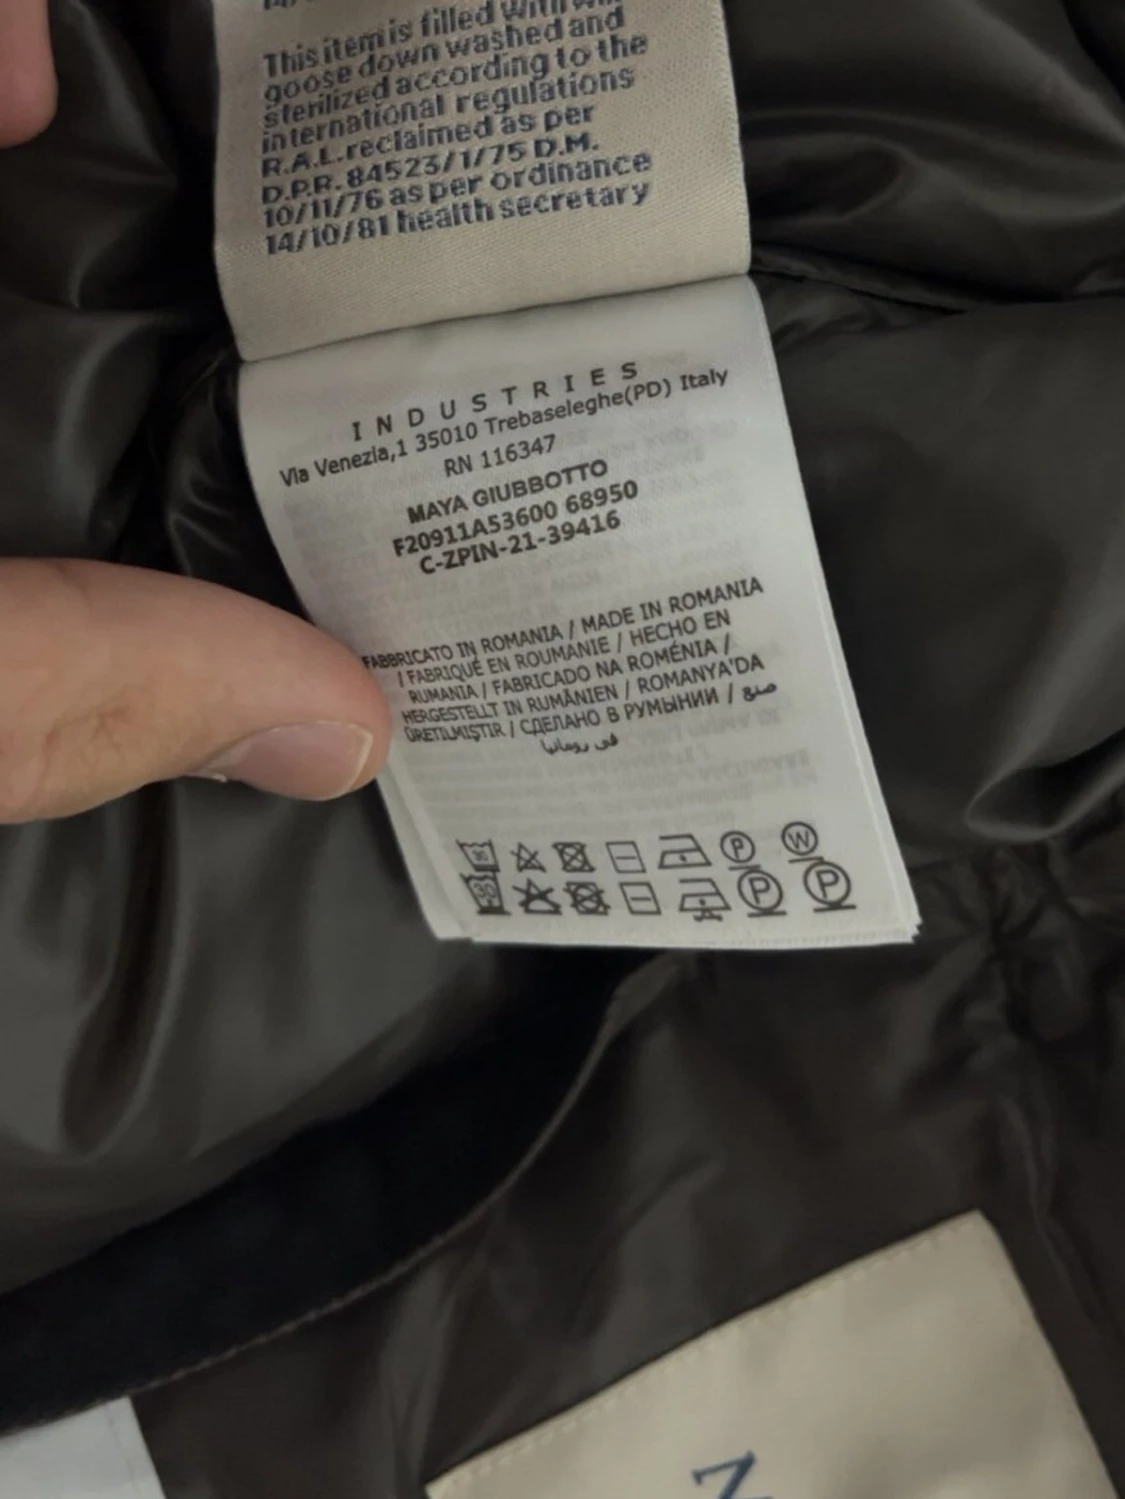 This item is filled with
goose down washed and
sterilized according to the
international regulations
R.A.L. reclaimed as per
D.P.R. 84523/1/75 D.M.
10/11/76 as per ordinance
14/10/81 health secretary
INDUSTRIES
Via Venezia,1 35010 Trebaseleghe(PD) Italy
RN 116347
MAYA GIUBBOTTO
F20911A53600 68950
C-ZPIN-21-39416
FABBRICATO IN ROMANIA / MADE IN ROMANIA
/ FABRIQUÉ EN ROUMANIE / HECHO EN
RUMANIA / FABRICADO NA ROMÉNIA /
HERGESTELLT IN RUMÄNIEN / ROMANYA'DA
ÜRETILMIŞTIR / СДЕЛАНО В РУМЫНИИ / صنع
في رومانيا
P W
P P
N